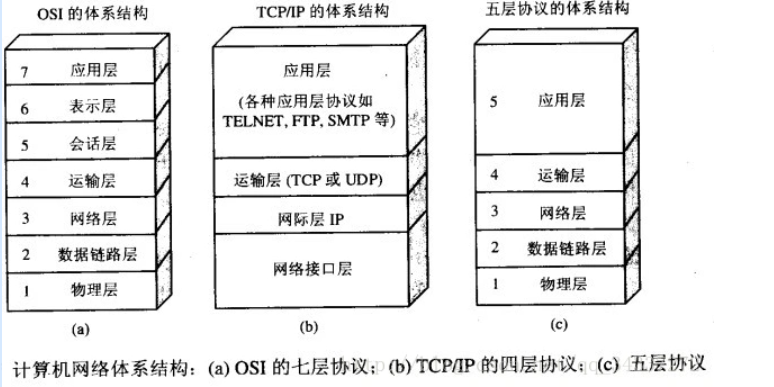 OSI 的体系结构
TCP/IP 的体系结构
五层协议的体系结构
7 应用层
6 表示层
5 会话层
4 运输层
3 网络层
2 数据链路层
1 物理层
(a)
应用层
(各种应用层协议如
TELNET, FTP, SMTP 等)
运输层 (TCP 或 UDP)
网际层 IP
网络接口层
(b)
5 应用层
4 运输层
3 网络层
2 数据链路层
1 物理层
(c)
计算机网络体系结构：(a) OSI 的七层协议；(b) TCP/IP 的四层协议；(c) 五层协议